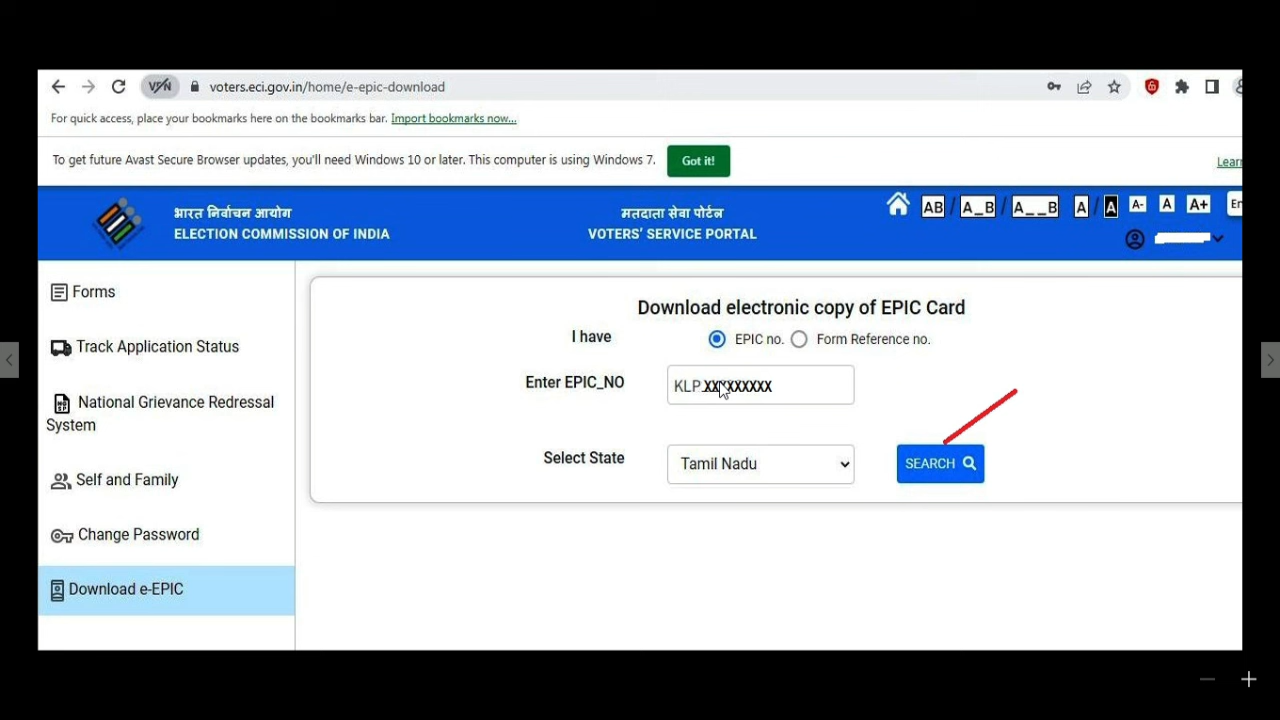 VPN voters.eci.gov.in/home/e-epic-download
For quick access, place your bookmarks here on the bookmarks bar. Import bookmarks now...
To get future Avast Secure Browser updates, you'll need Windows 10 or later. This computer is using Windows 7. Got it! Learn
भारत निर्वाचन आयोग
ELECTION COMMISSION OF INDIA
मतदाता सेवा पोर्टल
VOTERS' SERVICE PORTAL
AB / A_B / A__B A / A A- A A+ En
Forms
Track Application Status
National Grievance Redressal
System
Self and Family
Change Password
Download e-EPIC
Download electronic copy of EPIC Card
I have EPIC no. Form Reference no.
Enter EPIC_NO KLPXXXXXXXXX
Select State Tamil Nadu SEARCH